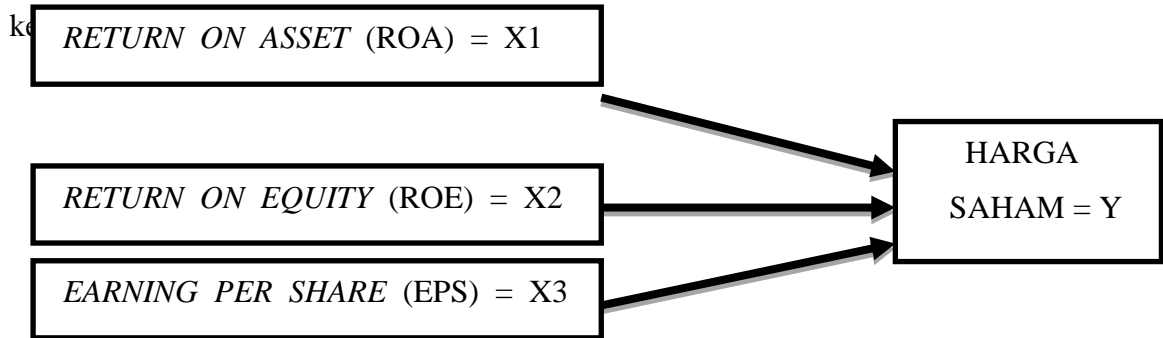 RETURN ON ASSET (ROA) = X1
HARGA
SAHAM = Y
RETURN ON EQUITY (ROE) = X2
EARNING PER SHARE (EPS) = X3